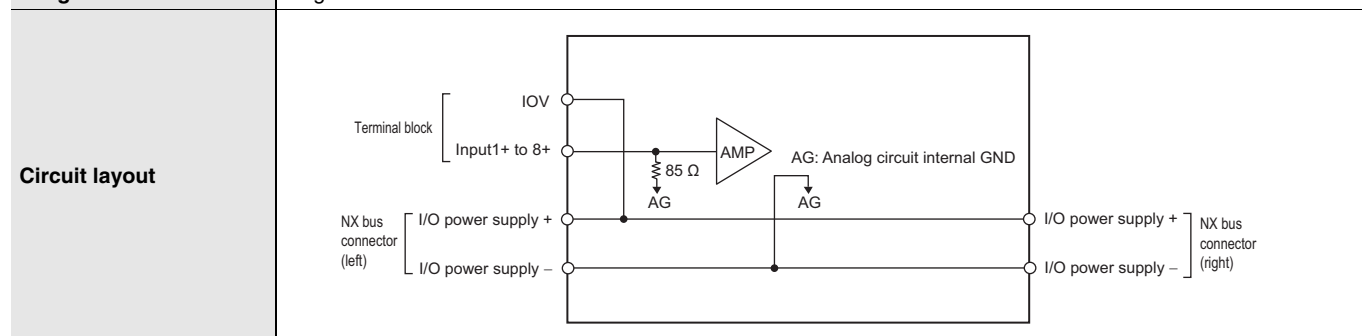 Circuit layout
IOV
Terminal block
Input1+ to 8+
AMP
AG: Analog circuit internal GND
85 Ω
AG
AG
NX bus
connector
(left)
I/O power supply +
I/O power supply –
I/O power supply +
I/O power supply –
NX bus
connector
(right)